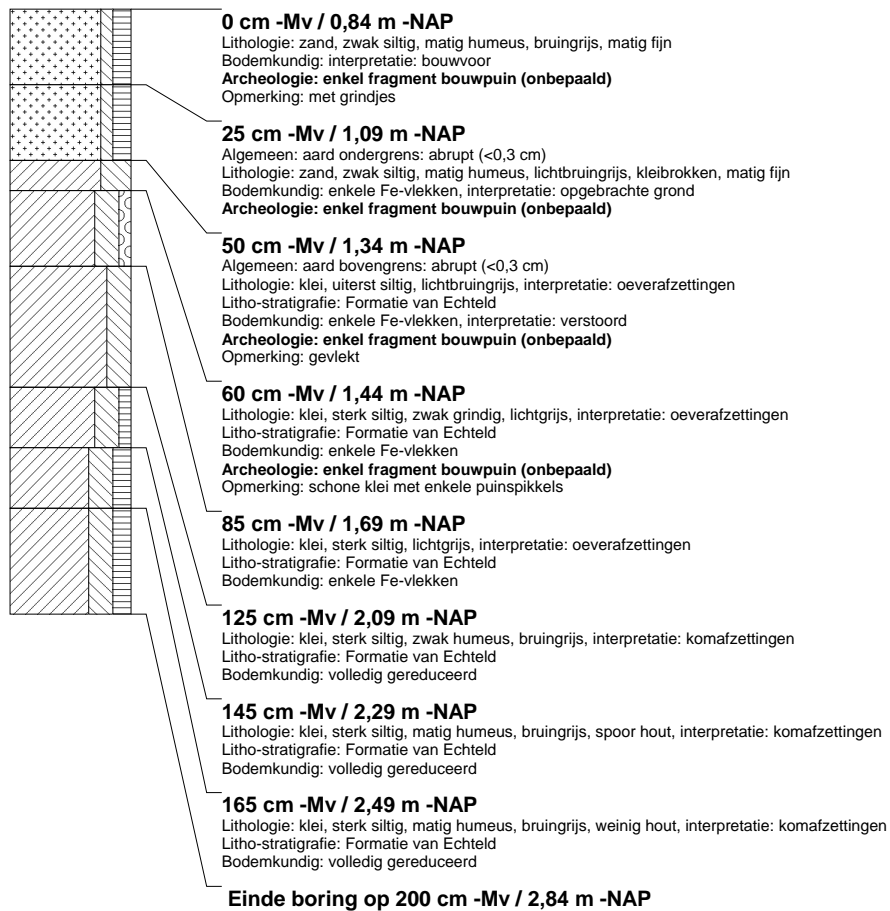 0 cm -Mv / 0,84 m -NAP
Lithologie: zand, zwak siltig, matig humeus, bruingrijs, matig fijn
Bodemkundig: interpretatie: bouwvoor
Archeologie: enkel fragment bouwpuin (onbepaald)
Opmerking: met grindjes
25 cm -Mv / 1,09 m -NAP
Algemeen: aard ondergrens: abrupt (<0,3 cm)
Lithologie: zand, zwak siltig, matig humeus, lichtbruingrijs, kleibrokken, matig fijn
Bodemkundig: enkele Fe-vlekken, interpretatie: opgebrachte grond
Archeologie: enkel fragment bouwpuin (onbepaald)
50 cm -Mv / 1,34 m -NAP
Algemeen: aard bovengrens: abrupt (<0,3 cm)
Lithologie: klei, uiterst siltig, lichtbruingrijs, interpretatie: oeverafzettingen
Litho-stratigrafie: Formatie van Echteld
Bodemkundig: enkele Fe-vlekken, interpretatie: verstoord
Archeologie: enkel fragment bouwpuin (onbepaald)
Opmerking: gevlekt
60 cm -Mv / 1,44 m -NAP
Lithologie: klei, sterk siltig, zwak grindig, lichtgrijs, interpretatie: oeverafzettingen
Litho-stratigrafie: Formatie van Echteld
Bodemkundig: enkele Fe-vlekken
Archeologie: enkel fragment bouwpuin (onbepaald)
Opmerking: schone klei met enkele puinspikkels
85 cm -Mv / 1,69 m -NAP
Lithologie: klei, sterk siltig, lichtgrijs, interpretatie: oeverafzettingen
Litho-stratigrafie: Formatie van Echteld
Bodemkundig: enkele Fe-vlekken
125 cm -Mv / 2,09 m -NAP
Lithologie: klei, sterk siltig, zwak humeus, bruingrijs, interpretatie: komafzettingen
Litho-stratigrafie: Formatie van Echteld
Bodemkundig: volledig gereduceerd
145 cm -Mv / 2,29 m -NAP
Lithologie: klei, sterk siltig, matig humeus, bruingrijs, spoor hout, interpretatie: komafzettingen
Litho-stratigrafie: Formatie van Echteld
Bodemkundig: volledig gereduceerd
165 cm -Mv / 2,49 m -NAP
Lithologie: klei, sterk siltig, matig humeus, bruingrijs, weinig hout, interpretatie: komafzettingen
Litho-stratigrafie: Formatie van Echteld
Bodemkundig: volledig gereduceerd
Einde boring op 200 cm -Mv / 2,84 m -NAP